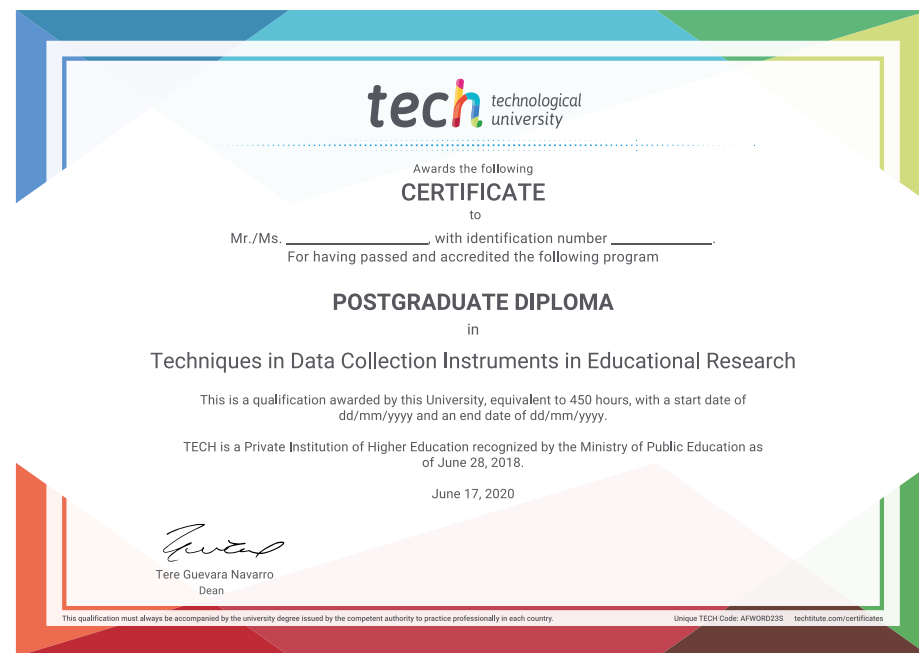 tech technological
university
Awards the following
CERTIFICATE
to
Mr./Ms. ________________, with identification number ____________.
For having passed and accredited the following program
POSTGRADUATE DIPLOMA
in
Techniques in Data Collection Instruments in Educational Research
This is a qualification awarded by this University, equivalent to 450 hours, with a start date of
dd/mm/yyyy and an end date of dd/mm/yyyy.
TECH is a Private Institution of Higher Education recognized by the Ministry of Public Education as
of June 28, 2018.
June 17, 2020
Tere Guevara Navarro
Dean
This qualification must always be accompanied by the university degree issued by the competent authority to practice professionally in each country.
Unique TECH Code: AFWORD23S techtitute.com/certificates